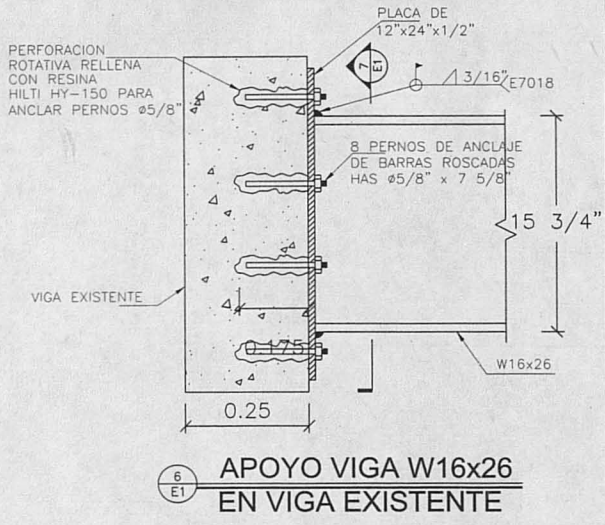 PLACA DE
12"x24"x1/2"
PERFORACION
ROTATIVA RELLENA
CON RESINA
HILTI HY-150 PARA
ANCLAR PERNOS ø5/8"
7
E1
3/16"
E7018
8 PERNOS DE ANCLAJE
DE BARRAS ROSCADAS
HAS ø5/8" x 7 5/8"
15 3/4"
VIGA EXISTENTE
0.175
W16x26
0.25
6
E1
APOYO VIGA W16x26
EN VIGA EXISTENTE